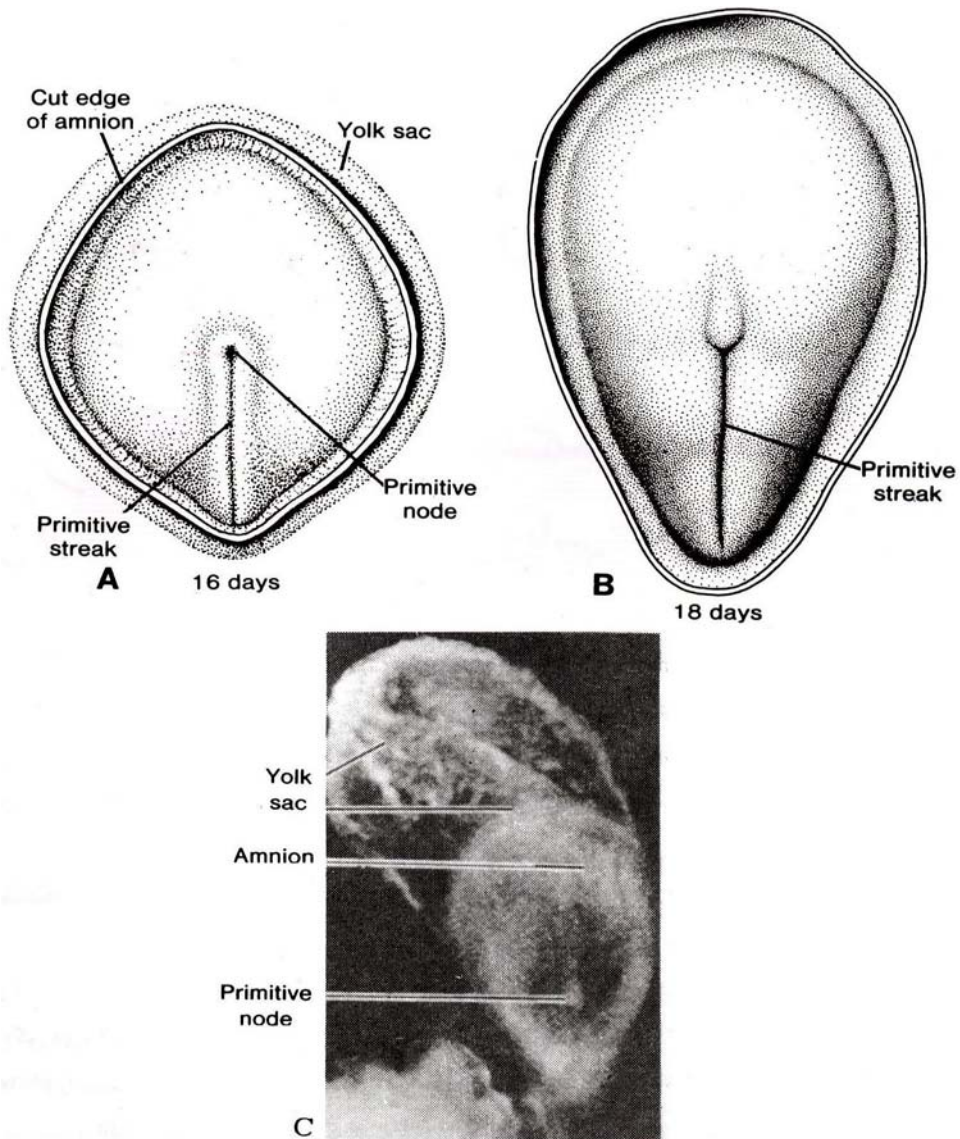 Cut edge
of amnion
Yolk sac
Primitive
node
Primitive
streak
A
16 days
Primitive
streak
B
18 days
Yolk
sac
Amnion
Primitive
node
C